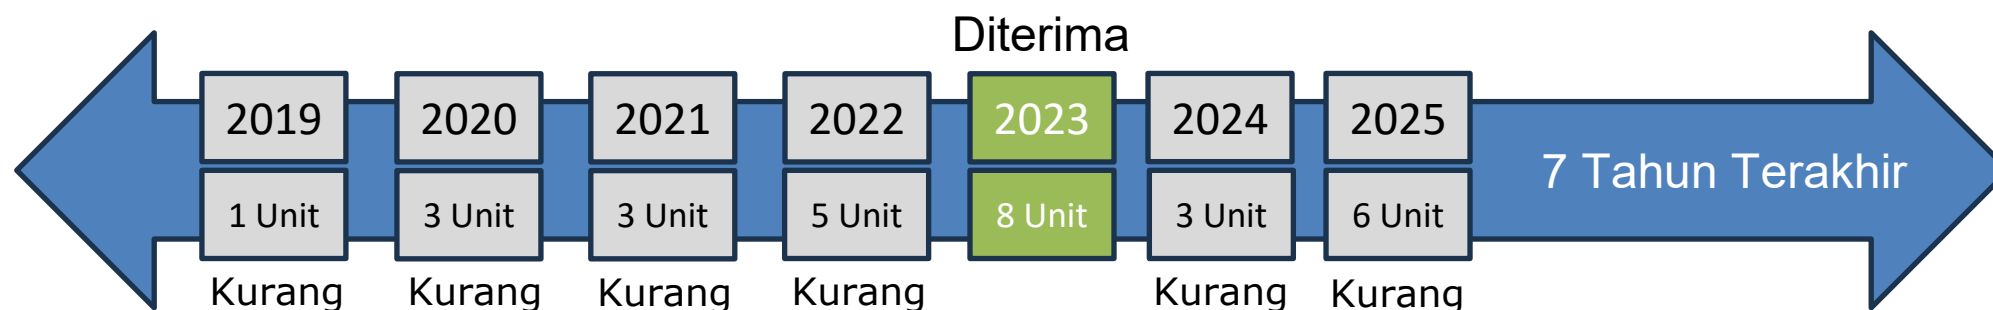 Diterima
2019 2020 2021 2022 2023 2024 2025
7 Tahun Terakhir
1 Unit 3 Unit 3 Unit 5 Unit 8 Unit 3 Unit 6 Unit
Kurang Kurang Kurang Kurang Kurang Kurang